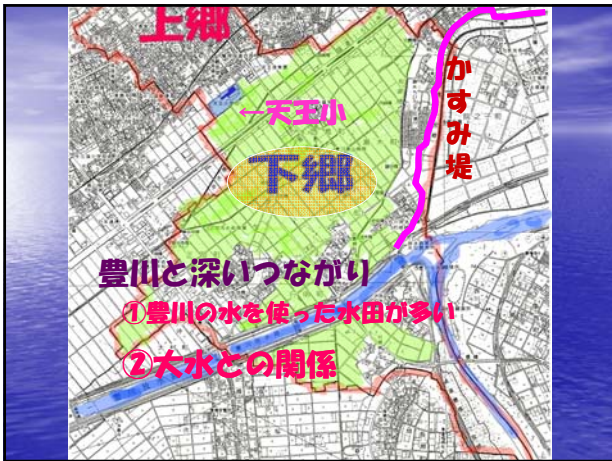 上郷
←天王小
かすみ堤
下郷
豊川と深いつながり
①豊川の水を使った水田が多い
②大水との関係